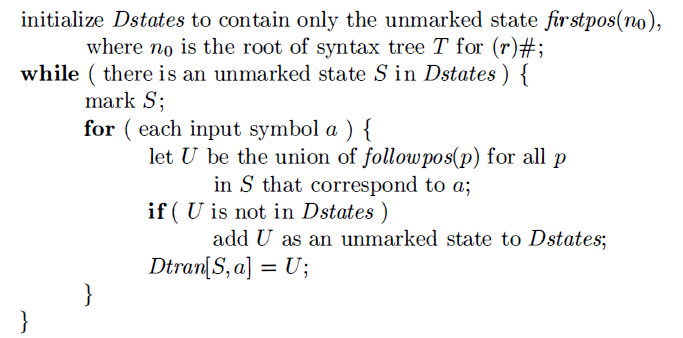 initialize Dstates to contain only the unmarked state firstpos(n₀),
where n₀ is the root of syntax tree T for (r)#;
while ( there is an unmarked state S in Dstates ) {
mark S;
for ( each input symbol a ) {
let U be the union of followpos(p) for all p
in S that correspond to a;
if ( U is not in Dstates )
add U as an unmarked state to Dstates;
Dtran[S, a] = U;
}
}